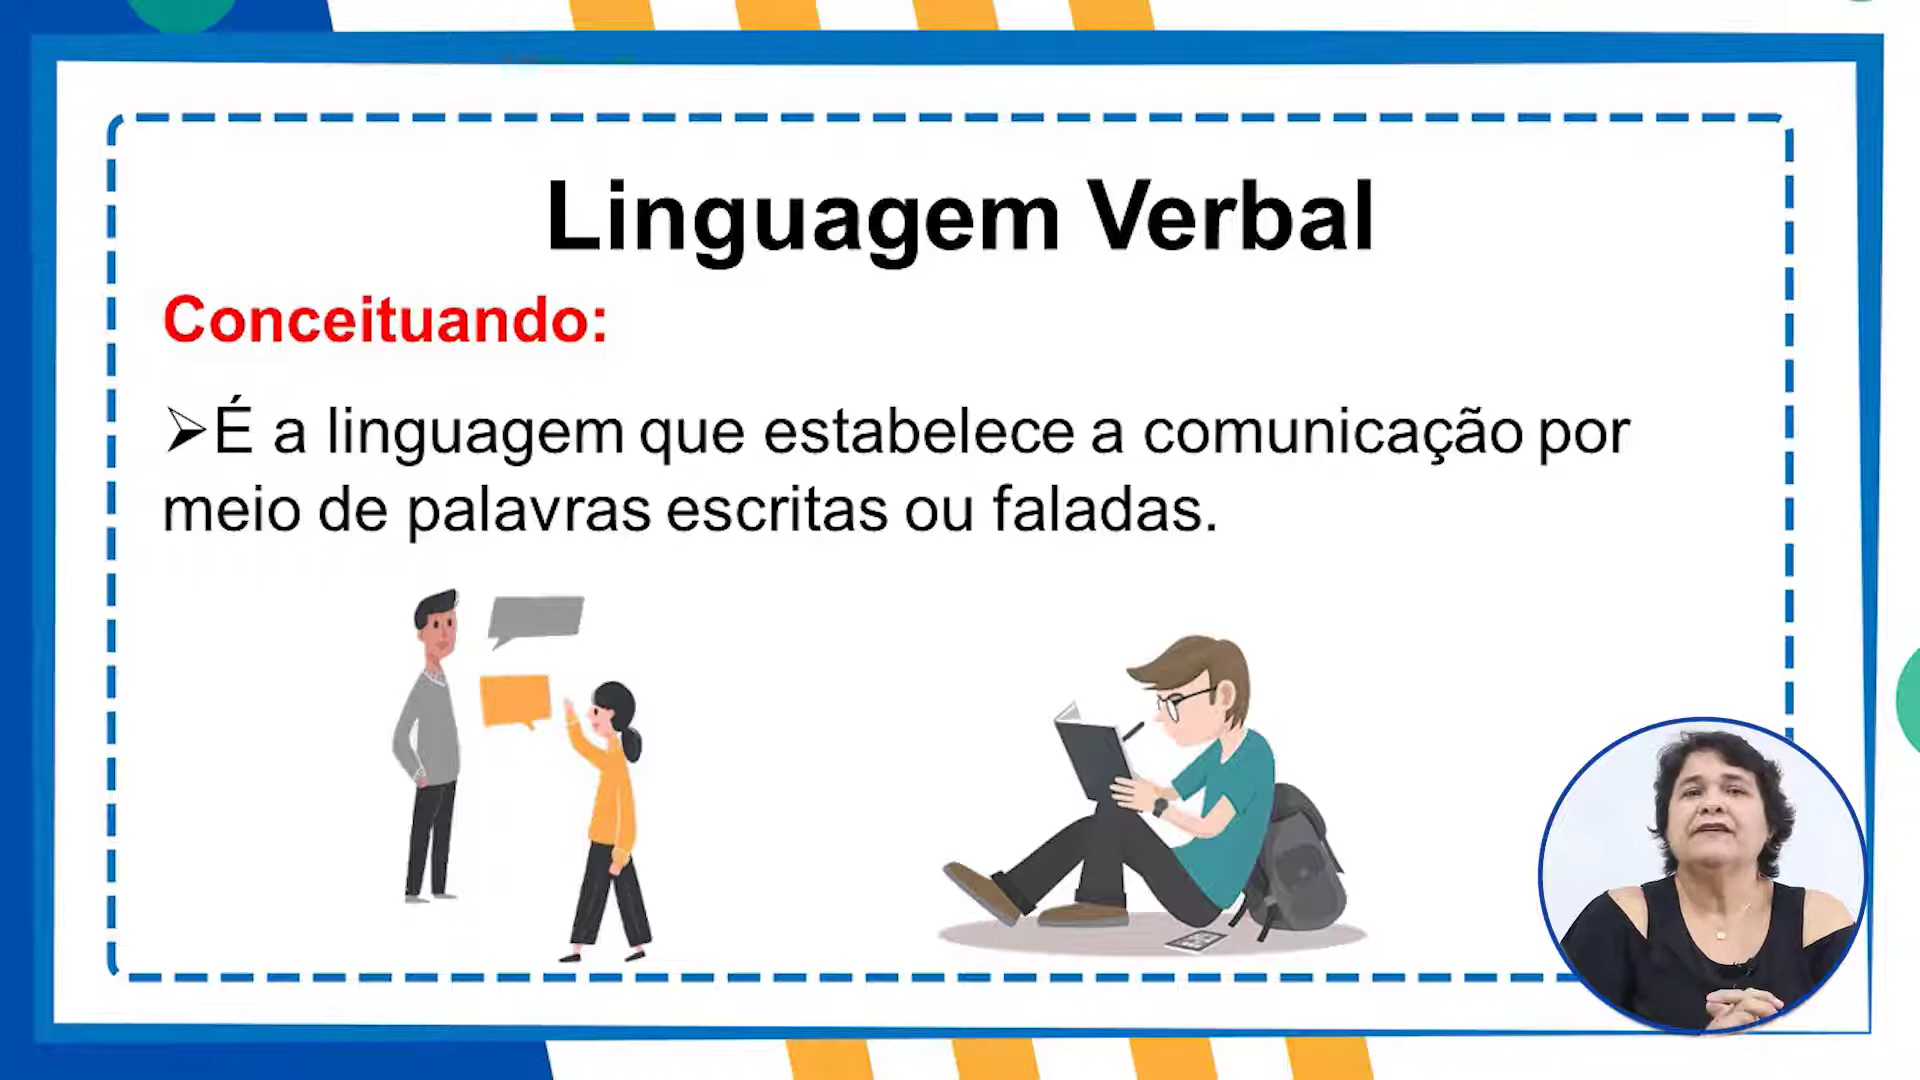 Linguagem Verbal
Conceituando:
➢É a linguagem que estabelece a comunicação por
meio de palavras escritas ou faladas.